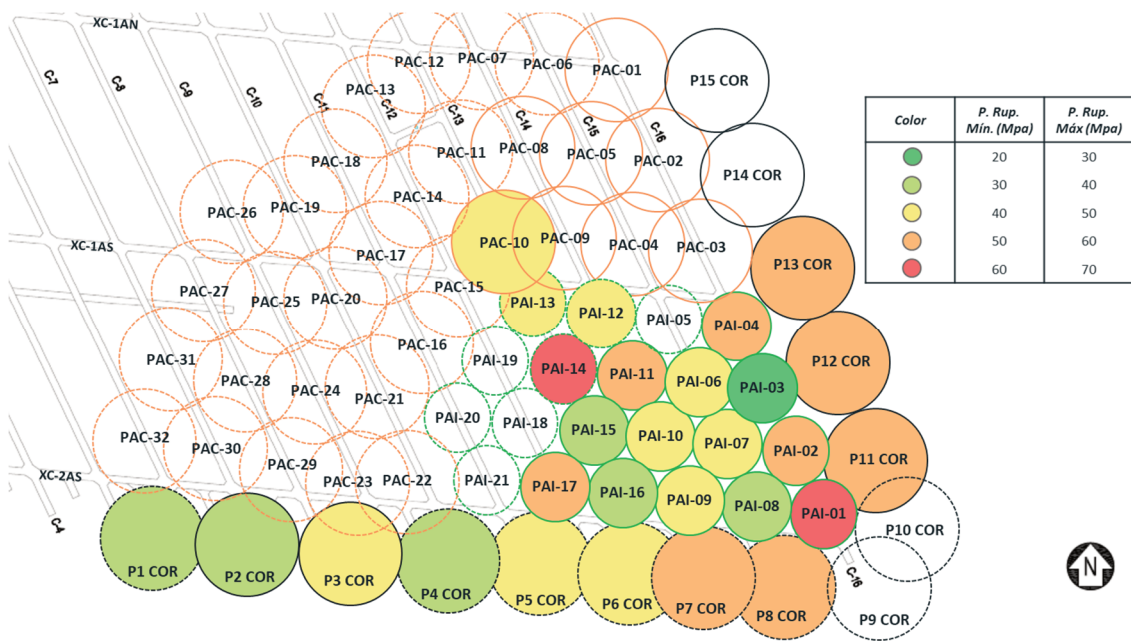 XC-1AN
PAC-12
PAC-07
PAC-06
PAC-01
P15 COR
C-7
C-8
C-9
C-10
C-11
C-12
C-13
C-14
C-15
C-16
PAC-13
PAC-18
PAC-11
PAC-08
PAC-05
PAC-02
P14 COR
PAC-26
PAC-19
PAC-14
XC-1AS
PAC-17
PAC-10
PAC-09
PAC-04
PAC-03
P13 COR
PAC-27
PAC-25
PAC-20
PAC-15
PAI-13
PAI-12
PAI-05
PAI-04
PAC-31
PAC-28
PAC-24
PAC-16
PAI-19
PAI-14
PAI-11
PAI-06
PAI-03
P12 COR
PAC-21
PAC-32
PAC-30
PAI-20
PAI-18
PAI-15
PAI-10
PAI-07
PAI-02
P11 COR
XC-2AS
PAC-29
PAC-23
PAC-22
PAI-21
PAI-17
PAI-16
PAI-09
PAI-08
PAI-01
P10 COR
C-4
C-16
P1 COR
P2 COR
P3 COR
P4 COR
P5 COR
P6 COR
P7 COR
P8 COR
P9 COR
Color P. Rup. Mín. (Mpa) P. Rup. Máx (Mpa)
20 30
30 40
40 50
50 60
60 70
N